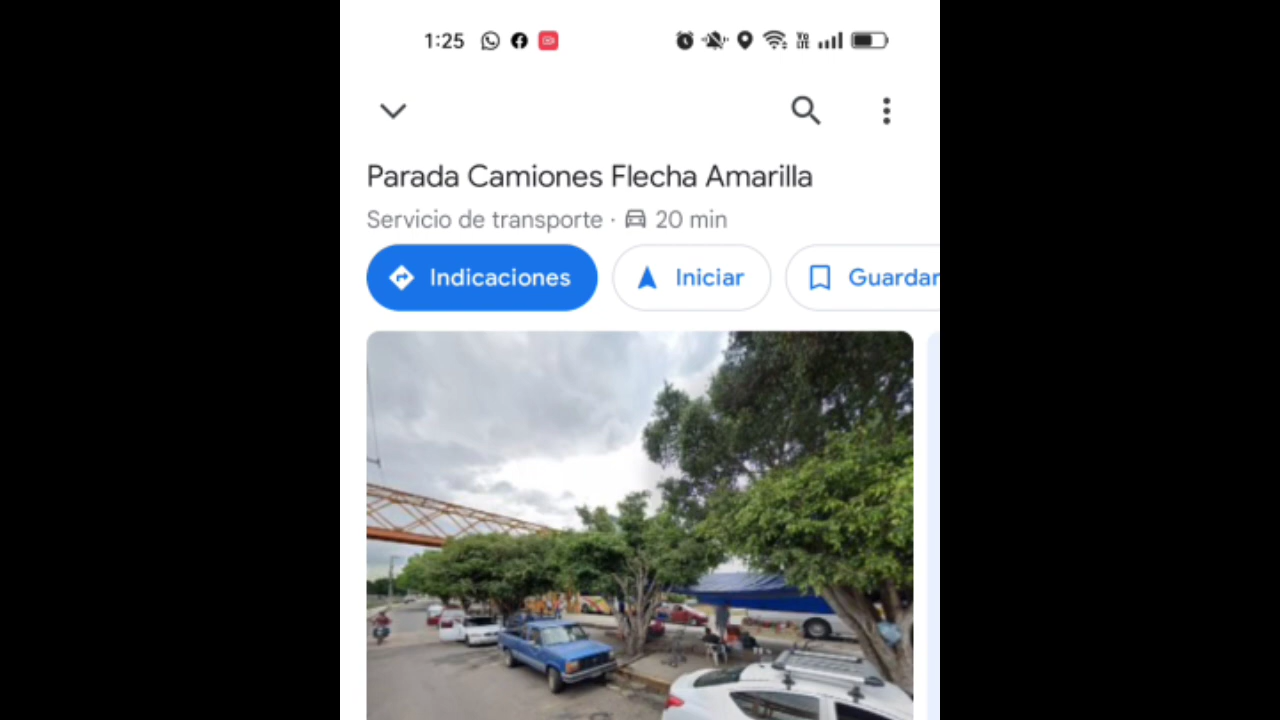 1:25
Parada Camiones Flecha Amarilla
Servicio de transporte · 20 min
Indicaciones
Iniciar
Guardar